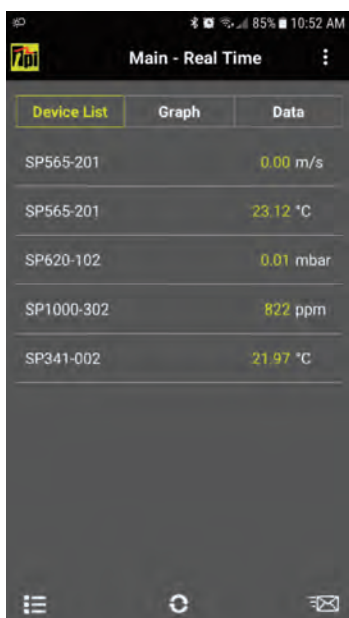 85% 10:52 AM
TPI Main - Real Time
Device List Graph Data
SP565-201 0.00 m/s
SP565-201 23.12 °C
SP620-102 0.01 mbar
SP1000-302 822 ppm
SP341-002 21.97 °C